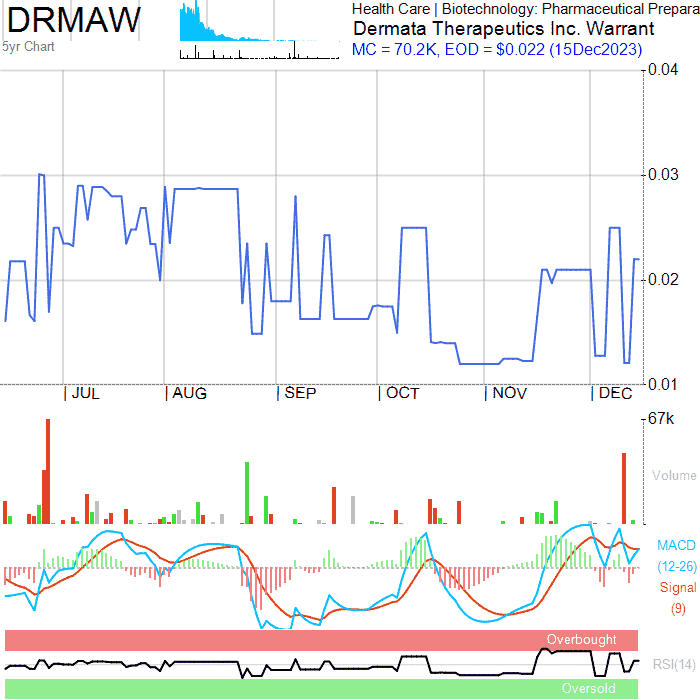 DRMAW
5yr Chart
Health Care | Biotechnology: Pharmaceutical Prepara
Dermata Therapeutics Inc. Warrant
MC = 70.2K, EOD = $0.022 (15Dec2023)
0.04
0.03
0.02
0.01
| JUL | AUG | SEP | OCT | NOV | DEC
67k
Volume
MACD
(12-26)
Signal
(9)
Overbought
RSI(14)
Oversold